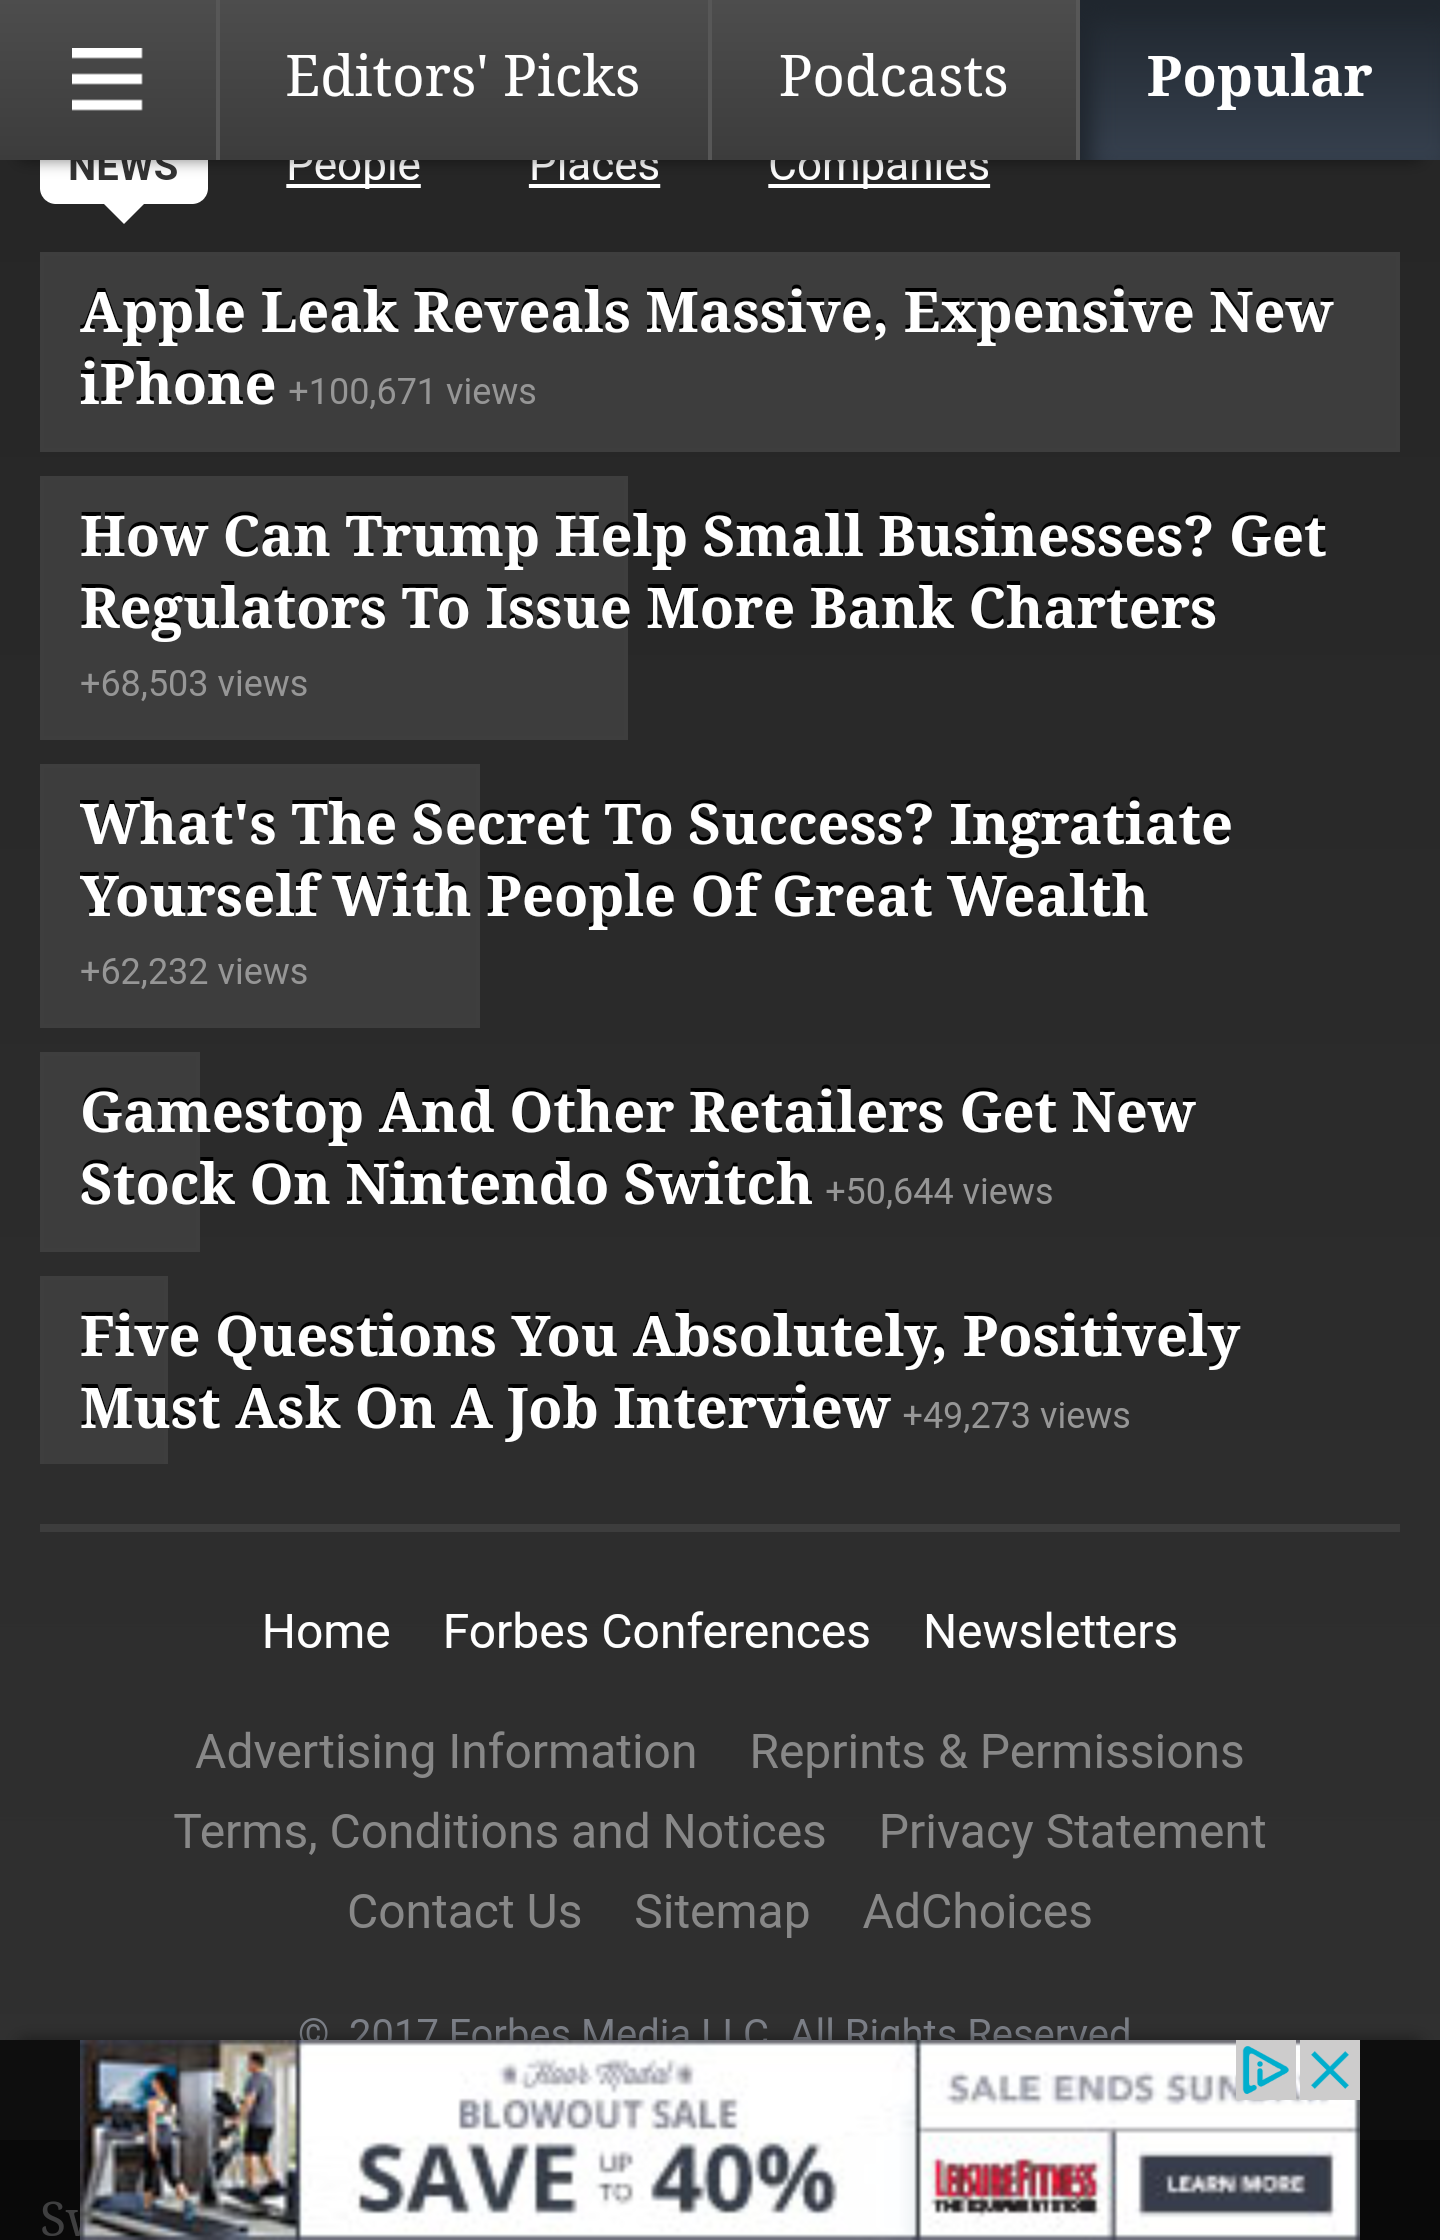 Editors' Picks
Podcasts
Popular
NEWS
People
Places
Companies
Apple Leak Reveals Massive, Expensive New
iPhone +100,671 views
How Can Trump Help Small Businesses? Get
Regulators To Issue More Bank Charters
+68,503 views
What's The Secret To Success? Ingratiate
Yourself With People Of Great Wealth
+62,232 views
Gamestop And Other Retailers Get New
Stock On Nintendo Switch +50,644 views
Five Questions You Absolutely, Positively
Must Ask On A Job Interview +49,273 views
Home Forbes Conferences Newsletters
Advertising Information Reprints & Permissions
Terms, Conditions and Notices Privacy Statement
Contact Us Sitemap AdChoices
© 2017 Forbes Media LLC All Rights Reserved
Floor Model
BLOWOUT SALE
SAVE UP TO 40%
SALE ENDS
LEISURE FITNESS
THE EQUIPMENT STORE
LEARN MORE